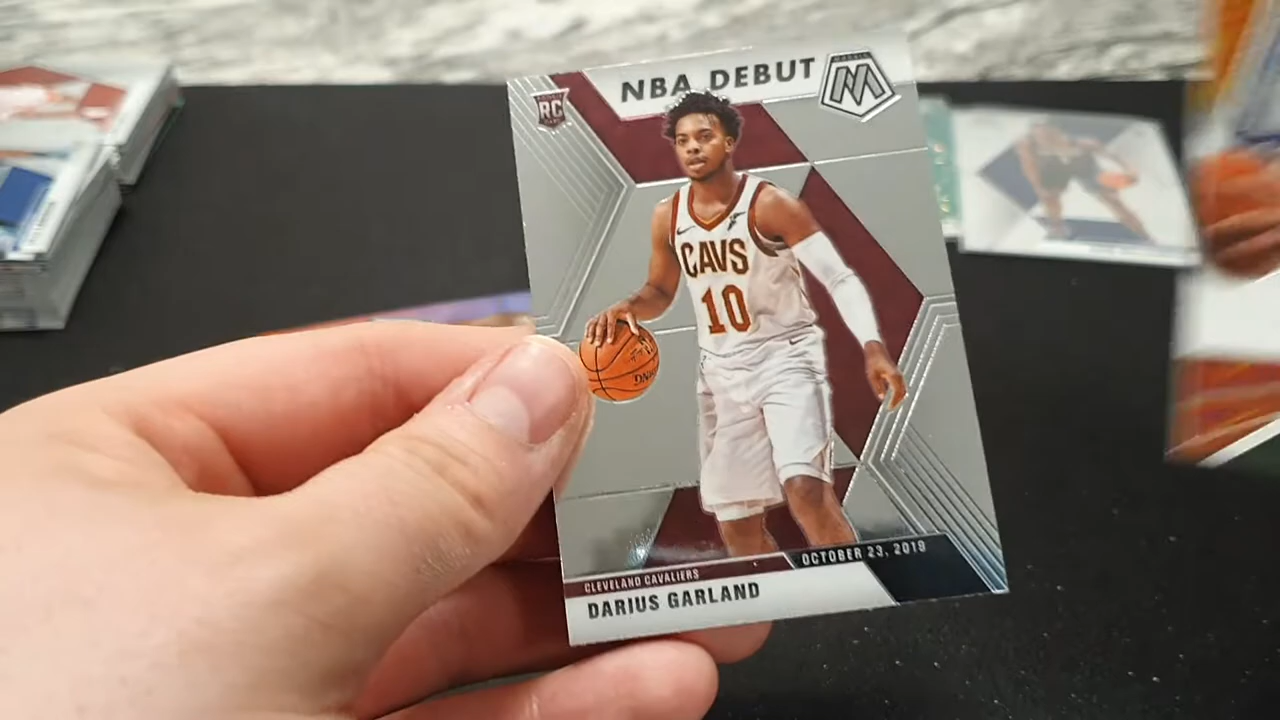 NBA DEBUT
RC
CAVS
10
OCTOBER 23, 2019
CLEVELAND CAVALIERS
DARIUS GARLAND